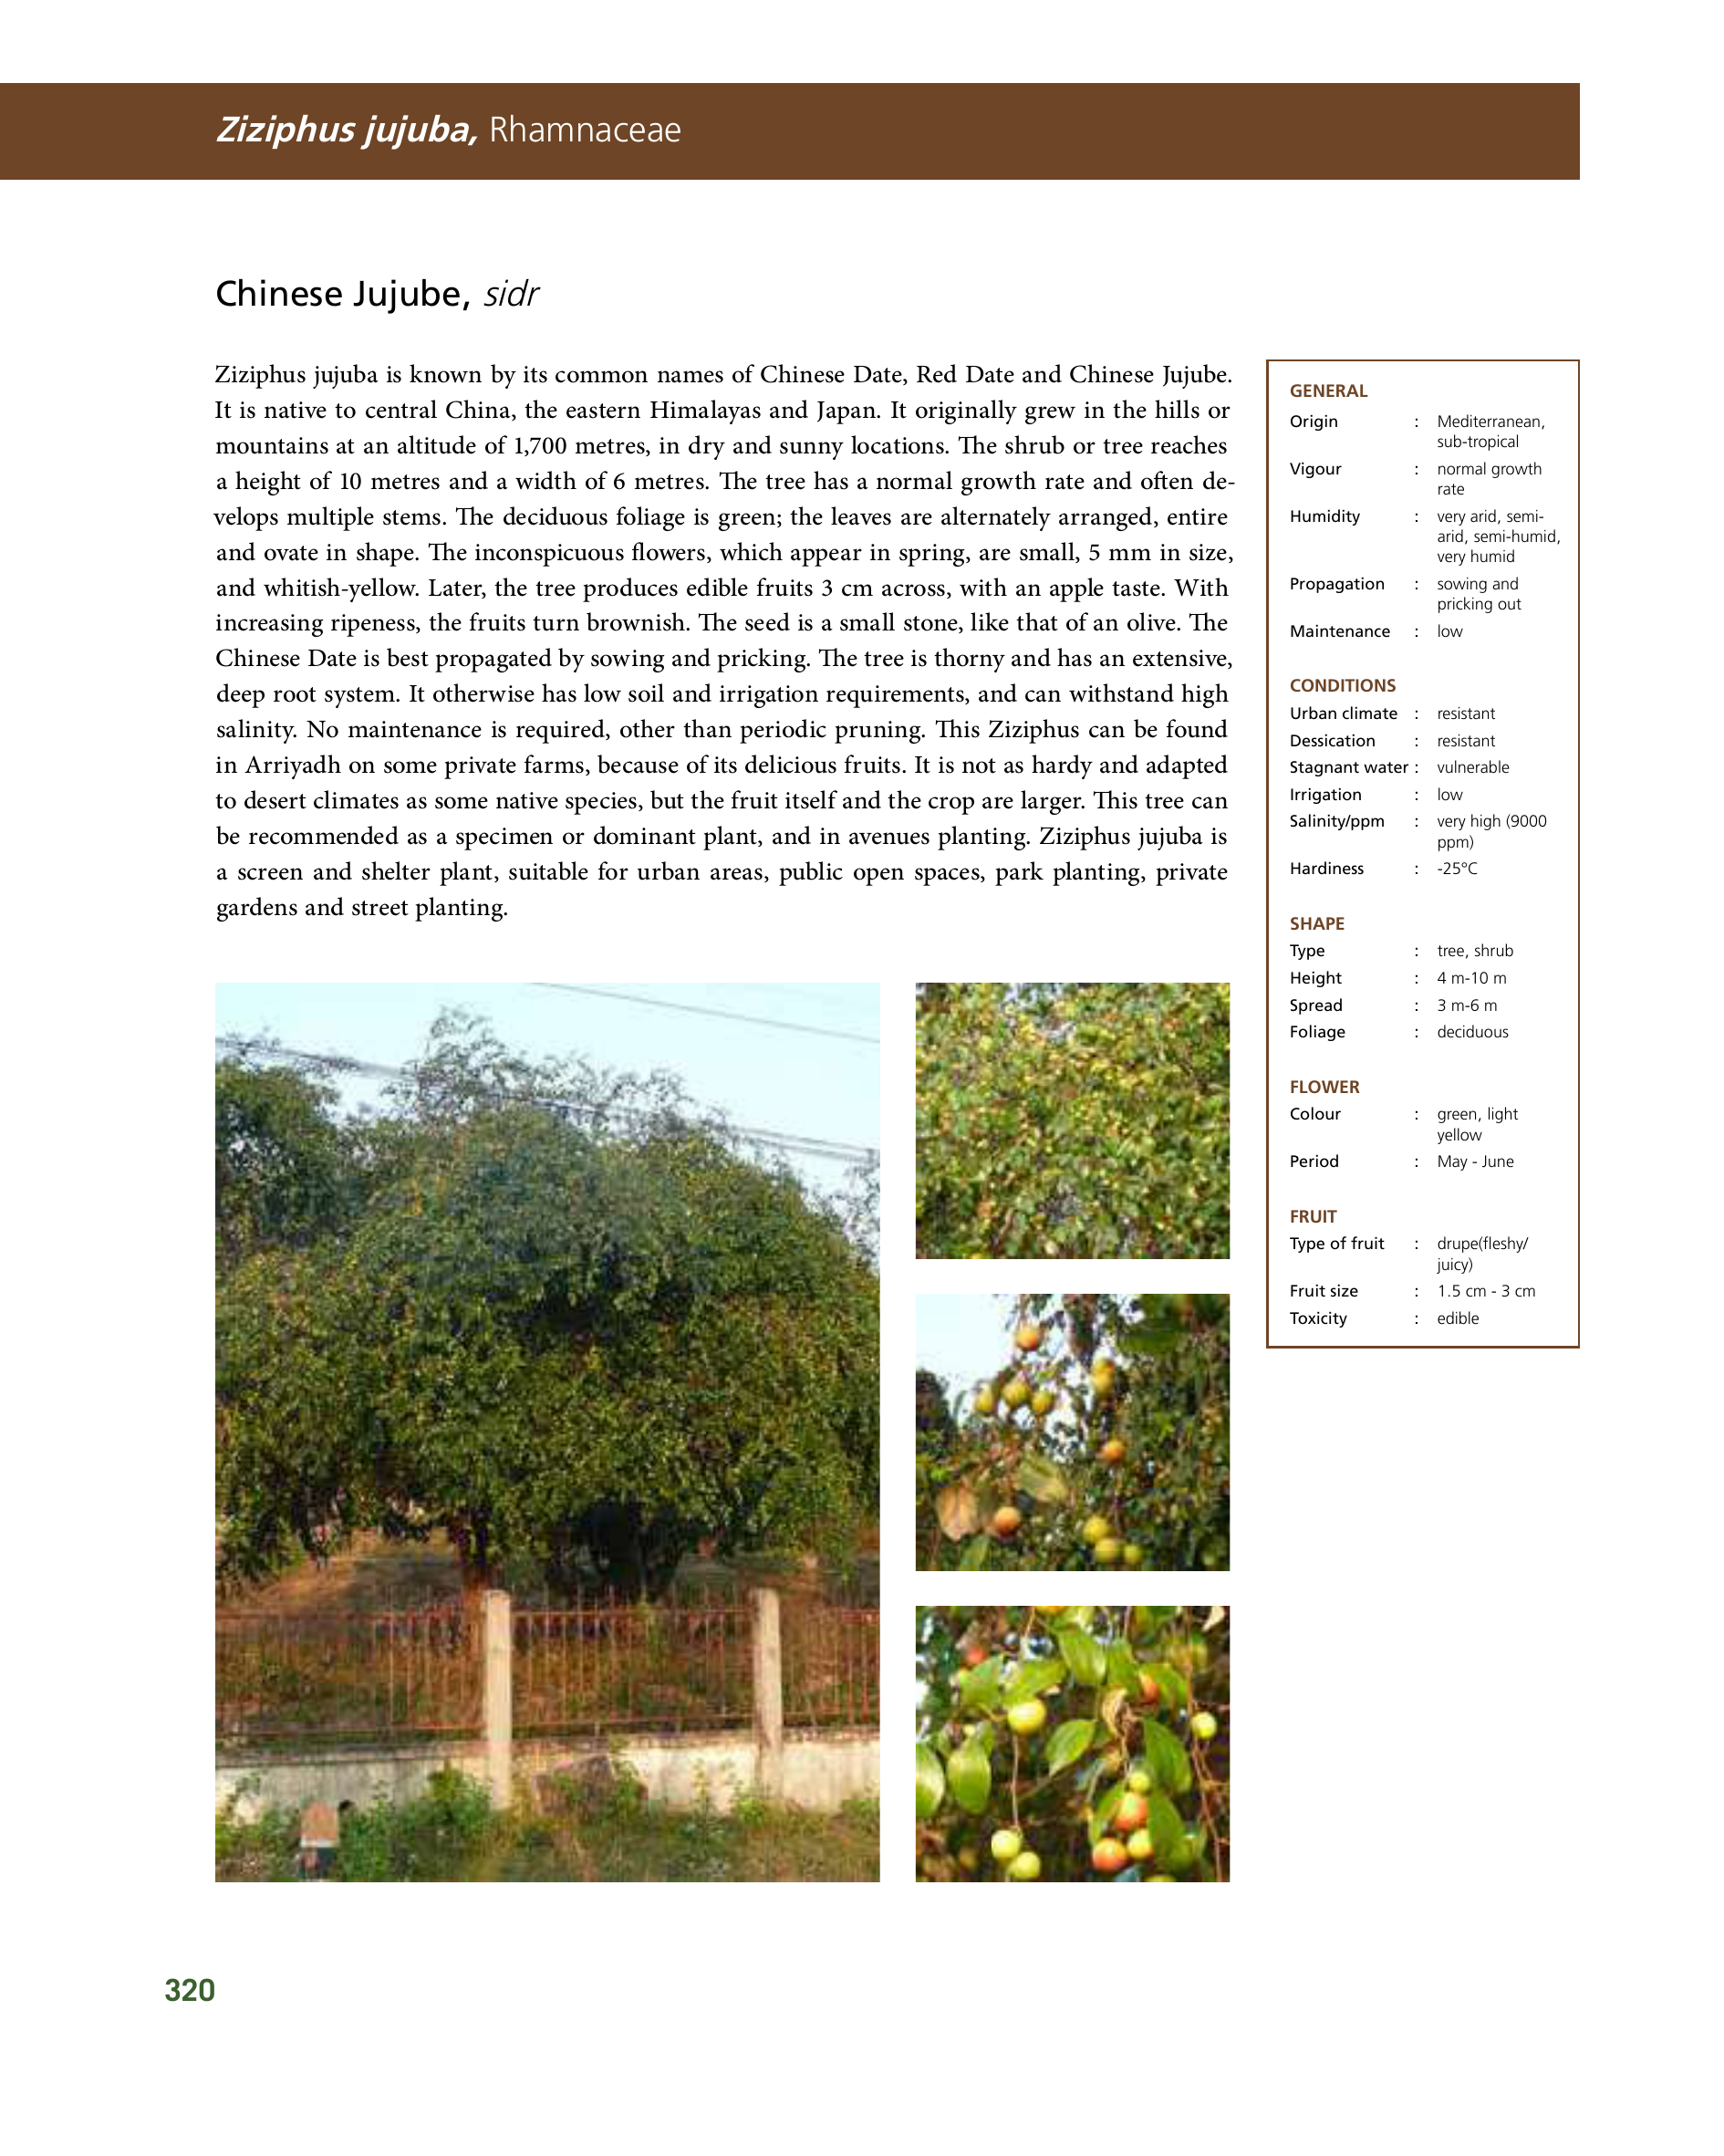 Ziziphus jujuba, Rhamnaceae
Chinese Jujube, sidr
Ziziphus jujuba is known by its common names of Chinese Date, Red Date and Chinese Jujube.
It is native to central China, the eastern Himalayas and Japan. It originally grew in the hills or
mountains at an altitude of 1,700 metres, in dry and sunny locations. The shrub or tree reaches
a height of 10 metres and a width of 6 metres. The tree has a normal growth rate and often de-
velops multiple stems. The deciduous foliage is green; the leaves are alternately arranged, entire
and ovate in shape. The inconspicuous flowers, which appear in spring, are small, 5 mm in size,
and whitish-yellow. Later, the tree produces edible fruits 3 cm across, with an apple taste. With
increasing ripeness, the fruits turn brownish. The seed is a small stone, like that of an olive. The
Chinese Date is best propagated by sowing and pricking. The tree is thorny and has an extensive,
deep root system. It otherwise has low soil and irrigation requirements, and can withstand high
salinity. No maintenance is required, other than periodic pruning. This Ziziphus can be found
in Arriyadh on some private farms, because of its delicious fruits. It is not as hardy and adapted
to desert climates as some native species, but the fruit itself and the crop are larger. This tree can
be recommended as a specimen or dominant plant, and in avenues planting. Ziziphus jujuba is
a screen and shelter plant, suitable for urban areas, public open spaces, park planting, private
gardens and street planting.
GENERAL
Origin : Mediterranean,
sub-tropical
Vigour : normal growth
rate
Humidity : very arid, semi-
arid, semi-humid,
very humid
Propagation : sowing and
pricking out
Maintenance : low
CONDITIONS
Urban climate : resistant
Dessication : resistant
Stagnant water : vulnerable
Irrigation : low
Salinity/ppm : very high (9000
ppm)
Hardiness : -25°C
SHAPE
Type : tree, shrub
Height : 4 m-10 m
Spread : 3 m-6 m
Foliage : deciduous
FLOWER
Colour : green, light
yellow
Period : May - June
FRUIT
Type of fruit : drupe(fleshy/
juicy)
Fruit size : 1.5 cm - 3 cm
Toxicity : edible
320